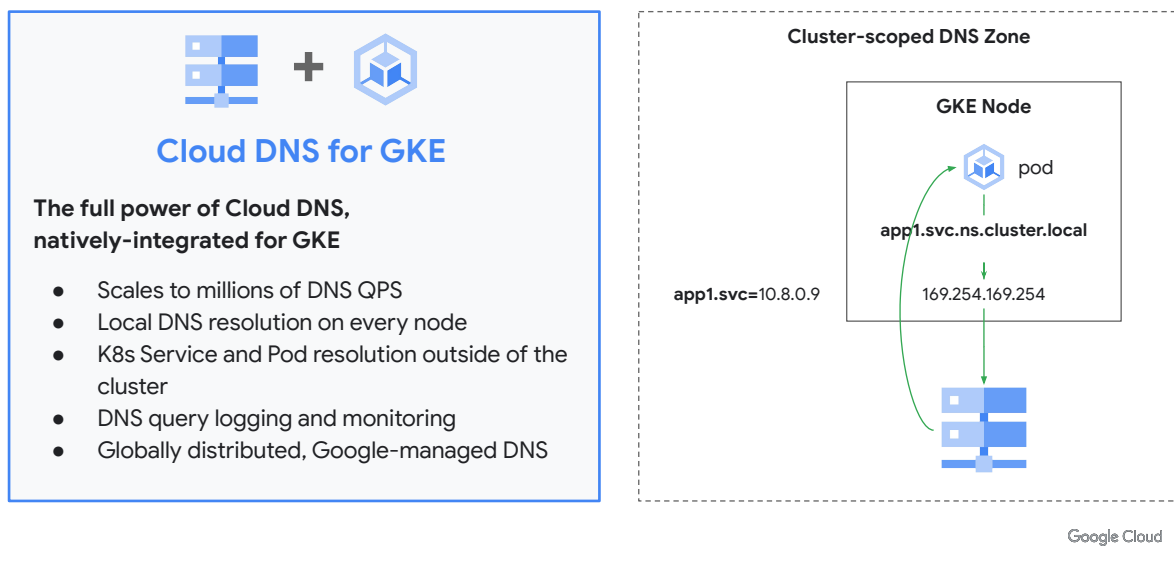 Cloud DNS for GKE
The full power of Cloud DNS,
natively-integrated for GKE
● Scales to millions of DNS QPS
● Local DNS resolution on every node
● K8s Service and Pod resolution outside of the
cluster
● DNS query logging and monitoring
● Globally distributed, Google-managed DNS
Cluster-scoped DNS Zone
GKE Node
pod
app1.svc.ns.cluster.local
app1.svc=10.8.0.9
169.254.169.254
Google Cloud